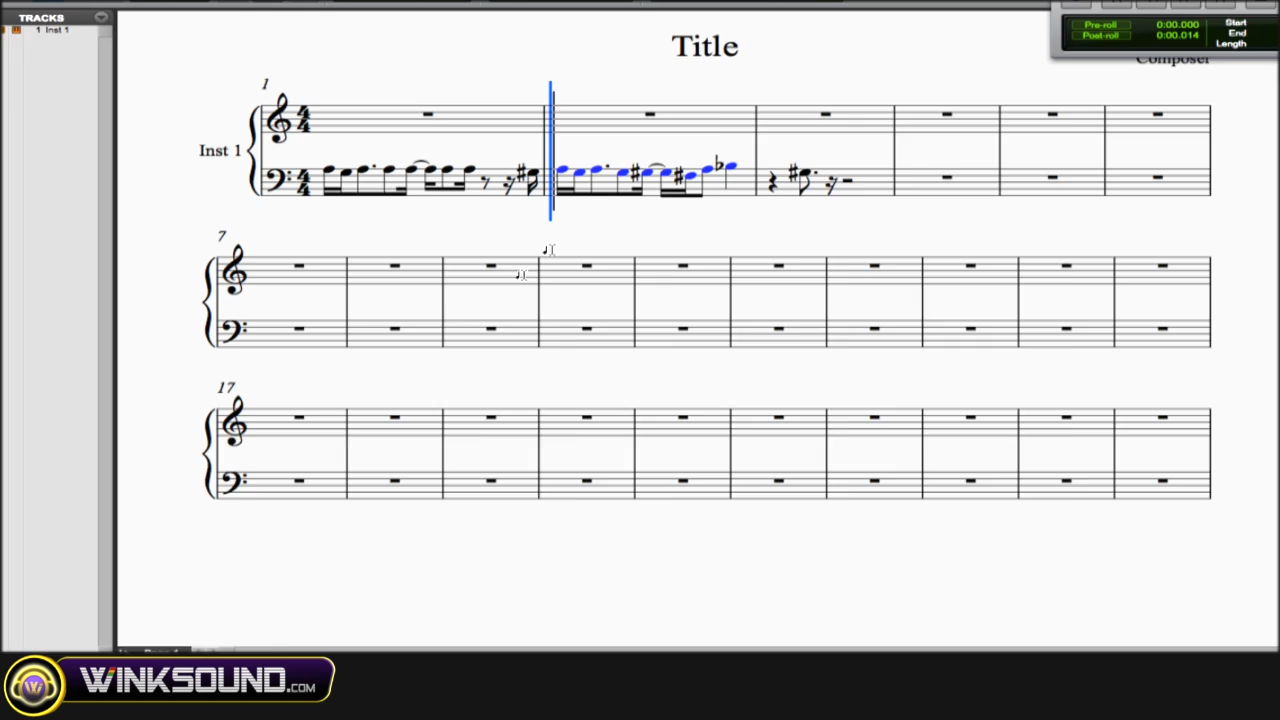 TRACKS
1 Inst 1
Pre-roll 0:00.000 Start
Post-roll 0:00.014 End
Length
Title
Composer
1
Inst 1
7
17
WINKSOUND.COM